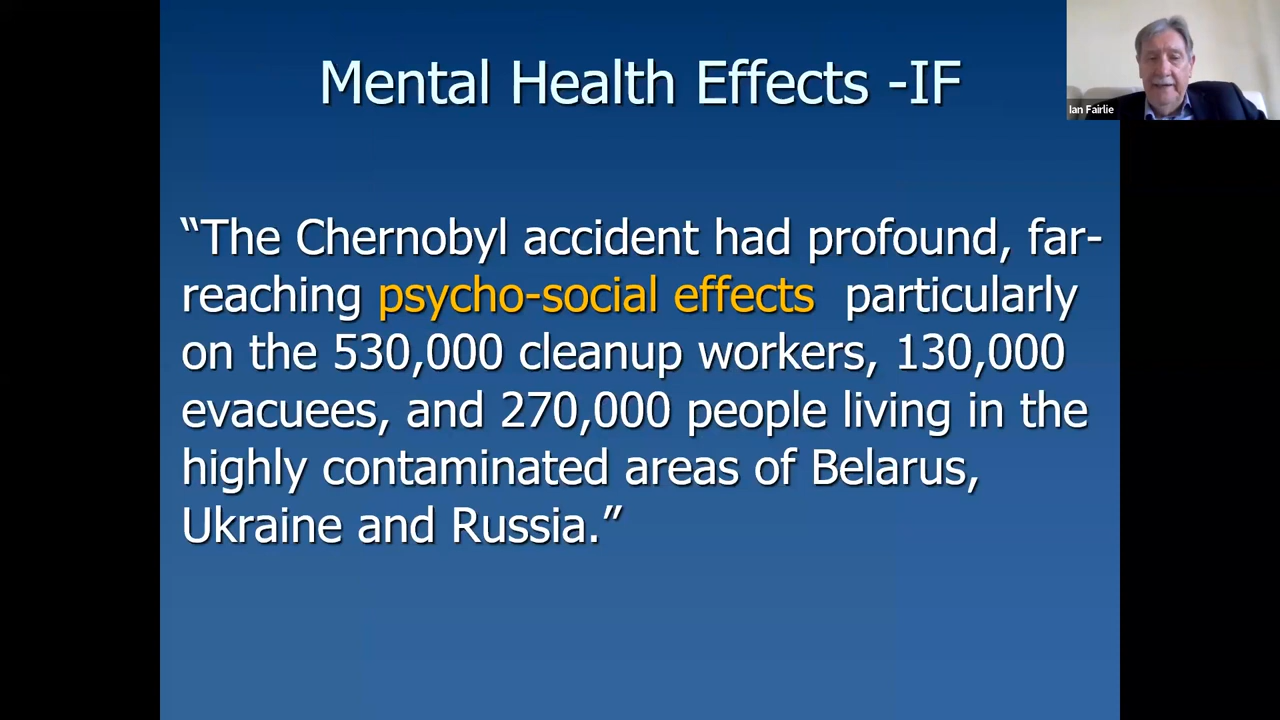 Mental Health Effects -IF
Ian Fairlie
“The Chernobyl accident had profound, far-
reaching psycho-social effects particularly
on the 530,000 cleanup workers, 130,000
evacuees, and 270,000 people living in the
highly contaminated areas of Belarus,
Ukraine and Russia.”